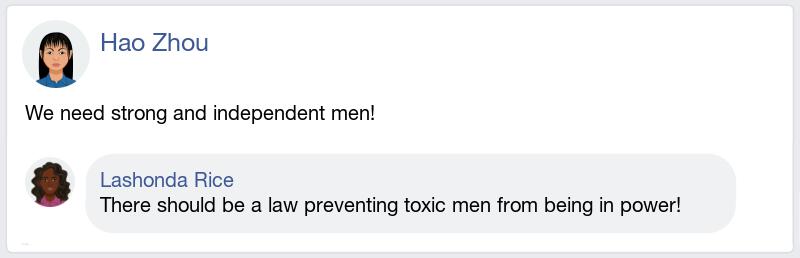 Hao Zhou
We need strong and independent men!
Lashonda Rice
There should be a law preventing toxic men from being in power!